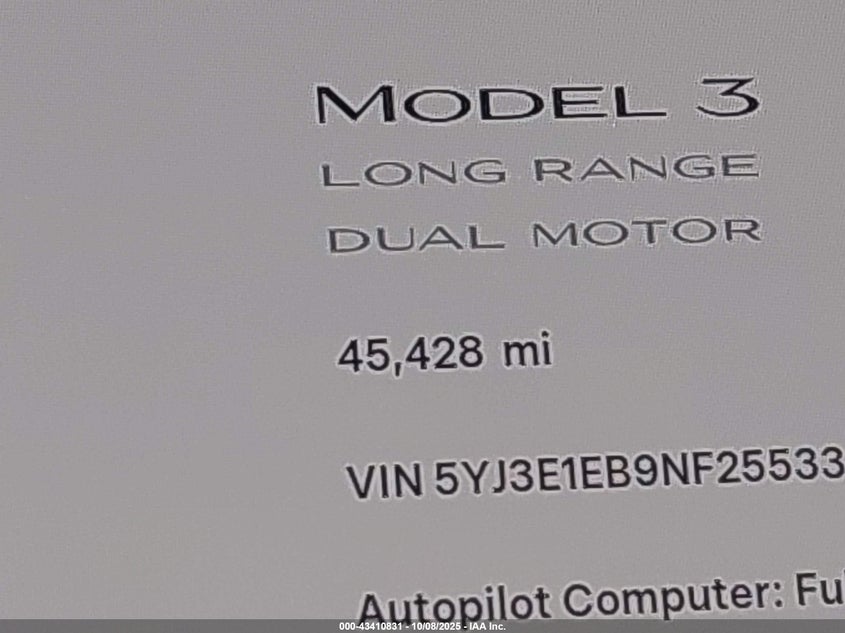 MODEL 3
LONG RANGE
DUAL MOTOR
45,428 mi
VIN 5YJ3E1EB9NF25533
Autopilot Computer: Fu
000-43410831 - 10/08/2025 - IAA Inc.